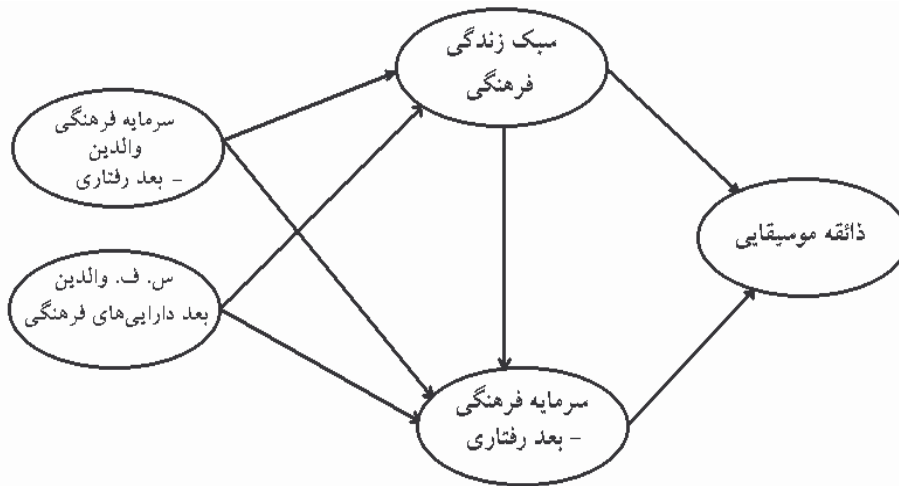 سبک زندگی
فرهنگی
سرمایه فرهنگی
والدین
- بعد رفتاری
س. ف. والدین
بعد دارایی‌های فرهنگی
ذائقه موسیقایی
سرمایه فرهنگی
- بعد رفتاری